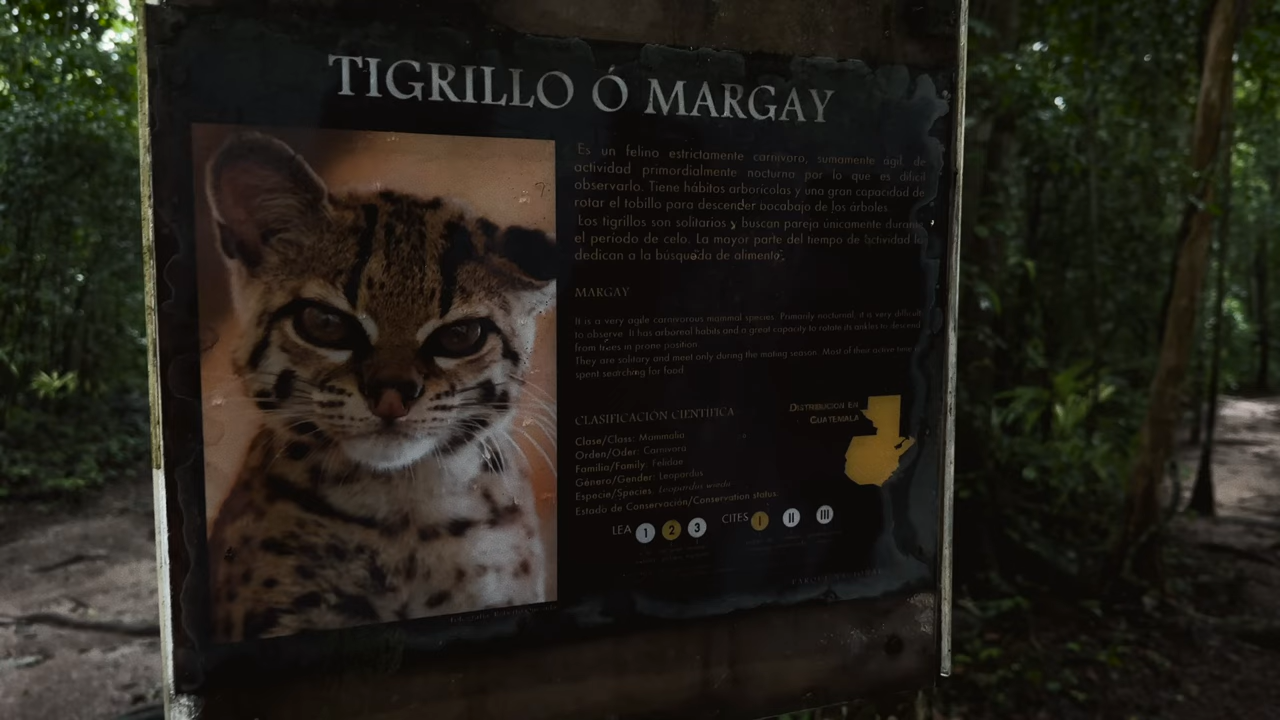 TIGRILLO Ó MARGAY
Es un felino estrictamente carnívoro, sumamente ágil, de
actividad primordialmente nocturna por lo que es difícil
observarlo. Tiene hábitos arborícolas y una gran capacidad de
rotar el tobillo para descender bocabajo de los árboles.
Los tigrillos son solitarios y buscan pareja únicamente durante
el periodo de celo. La mayor parte del tiempo de lactividad la
dedican a la búsqueda de alimento.
MARGAY
It is a very agile carnivorous mammal species. Primarily nocturnal, it is very difficult
to observe. It has arboreal habits and a great capacity to rotate its ankles to descend
from trees in prone position.
They are solitary and meet only during the mating season. Most of their active time is
spent searching for food.
CLASIFICACIÓN CIENTÍFICA
DISTRIBUCIÓN EN
GUATEMALA
Clase/Class: Mammalia
Orden/Oder: Carnivora
Familia/Family: Felidae
Género/Gender: Leopardus
Especie/Species: Leopardus wiedii
Estado de Conservación/Conservation status
LEA 1 2 3 CITES I II III
PARQUE NACIONAL